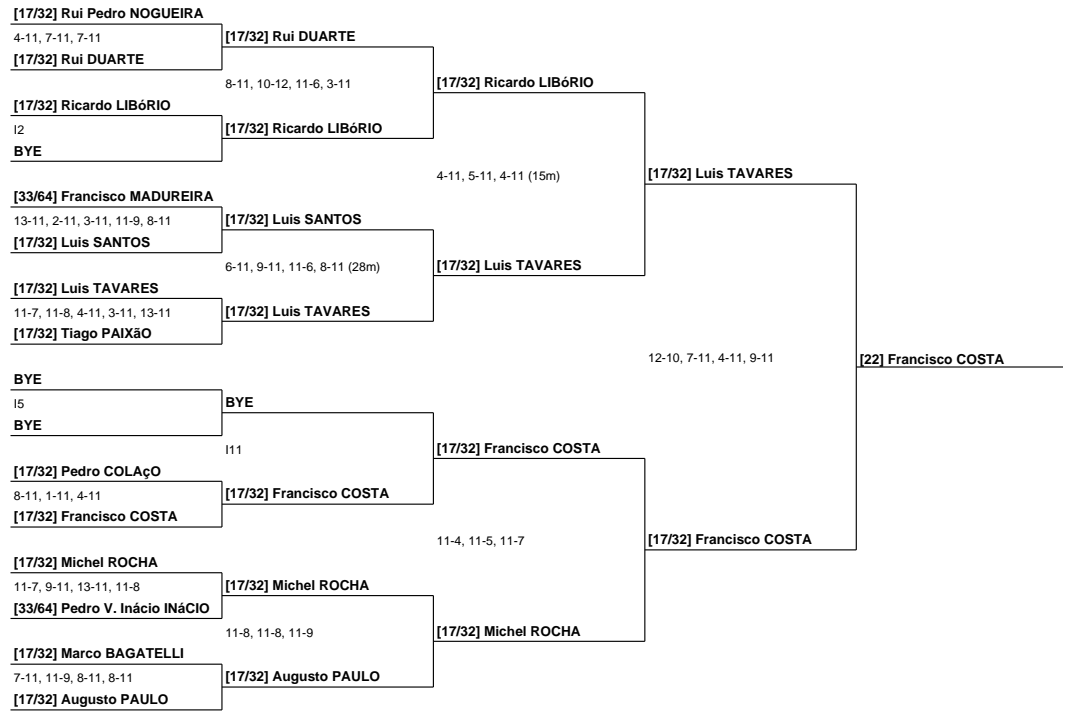 [17/32] Rui Pedro NOGUEIRA
4-11, 7-11, 7-11
[17/32] Rui DUARTE
[17/32] Rui DUARTE
8-11, 10-12, 11-6, 3-11
[17/32] Ricardo LIBóRIO
[17/32] Ricardo LIBóRIO
I2
BYE
[17/32] Ricardo LIBóRIO
4-11, 5-11, 4-11 (15m)
[17/32] Luis TAVARES
[33/64] Francisco MADUREIRA
13-11, 2-11, 3-11, 11-9, 8-11
[17/32] Luis SANTOS
[17/32] Luis SANTOS
6-11, 9-11, 11-6, 8-11 (28m)
[17/32] Luis TAVARES
[17/32] Luis TAVARES
11-7, 11-8, 4-11, 3-11, 13-11
[17/32] Tiago PAIXãO
[17/32] Luis TAVARES
12-10, 7-11, 4-11, 9-11
[22] Francisco COSTA
BYE
I5
BYE
BYE
I11
[17/32] Francisco COSTA
[17/32] Pedro COLAçO
8-11, 1-11, 4-11
[17/32] Francisco COSTA
[17/32] Francisco COSTA
11-4, 11-5, 11-7
[17/32] Francisco COSTA
[17/32] Michel ROCHA
11-7, 9-11, 13-11, 11-8
[33/64] Pedro V. Inácio INáCIO
[17/32] Michel ROCHA
11-8, 11-8, 11-9
[17/32] Michel ROCHA
[17/32] Marco BAGATELLI
7-11, 11-9, 8-11, 8-11
[17/32] Augusto PAULO
[17/32] Augusto PAULO